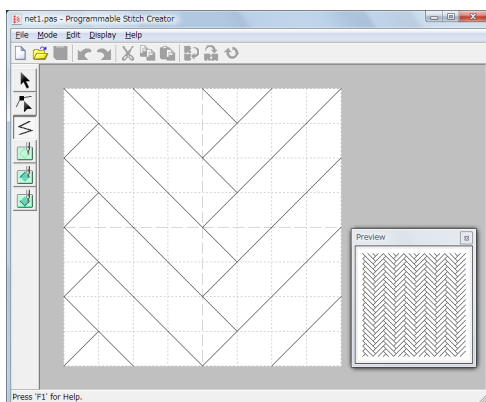 net1.pas - Programmable Stitch Creator
File Mode Edit Display Help
Preview
Press 'F1' for Help.